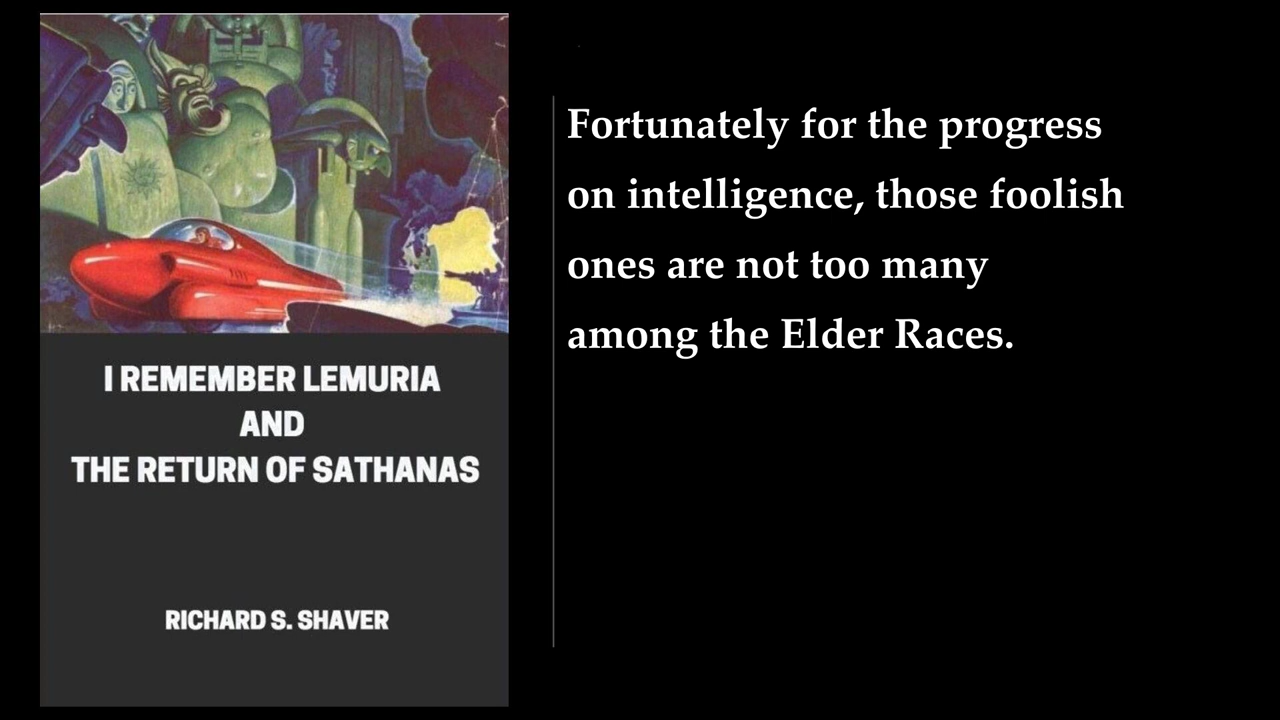 I REMEMBER LEMURIA
AND
THE RETURN OF SATHANAS
RICHARD S. SHAVER
Fortunately for the progress
on intelligence, those foolish
ones are not too many
among the Elder Races.